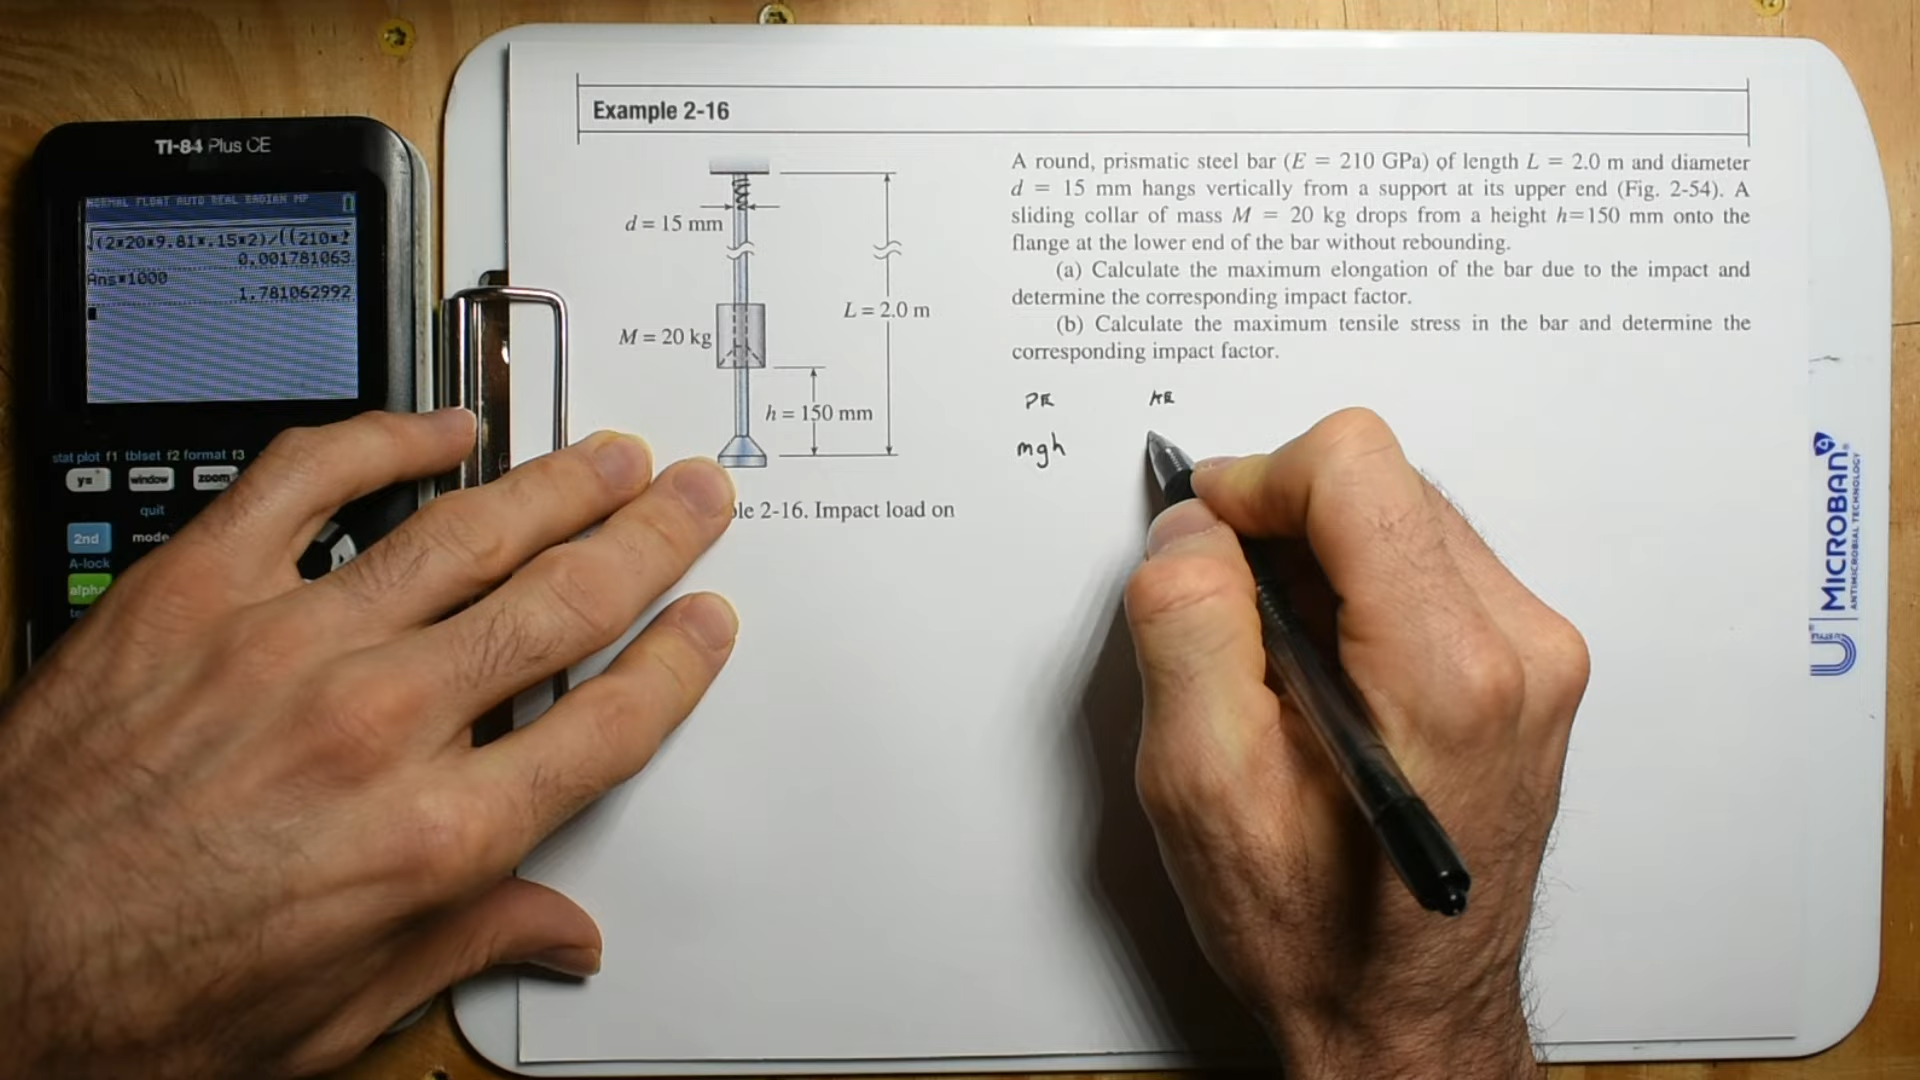 TI-84 Plus CE
NORMAL FLOAT AUTO REAL RADIAN MP
√(2*20*9.81*.15*2)/((210*
0.001781063
Ans*1000
1.781062992
stat plot f1 tblset f2 format f3
y=
window
zoom
quit
2nd
mode
A-lock
alpha
Example 2-16
d = 15 mm
M = 20 kg
L = 2.0 m
h = 150 mm
ple 2-16. Impact load on
A round, prismatic steel bar (E = 210 GPa) of length L = 2.0 m and diameter
d = 15 mm hangs vertically from a support at its upper end (Fig. 2-54). A
sliding collar of mass M = 20 kg drops from a height h=150 mm onto the
flange at the lower end of the bar without rebounding.
(a) Calculate the maximum elongation of the bar due to the impact and
determine the corresponding impact factor.
(b) Calculate the maximum tensile stress in the bar and determine the
corresponding impact factor.
PE KE
mgh
MICROBAN
ANTIMICROBIAL TECHNOLOGY